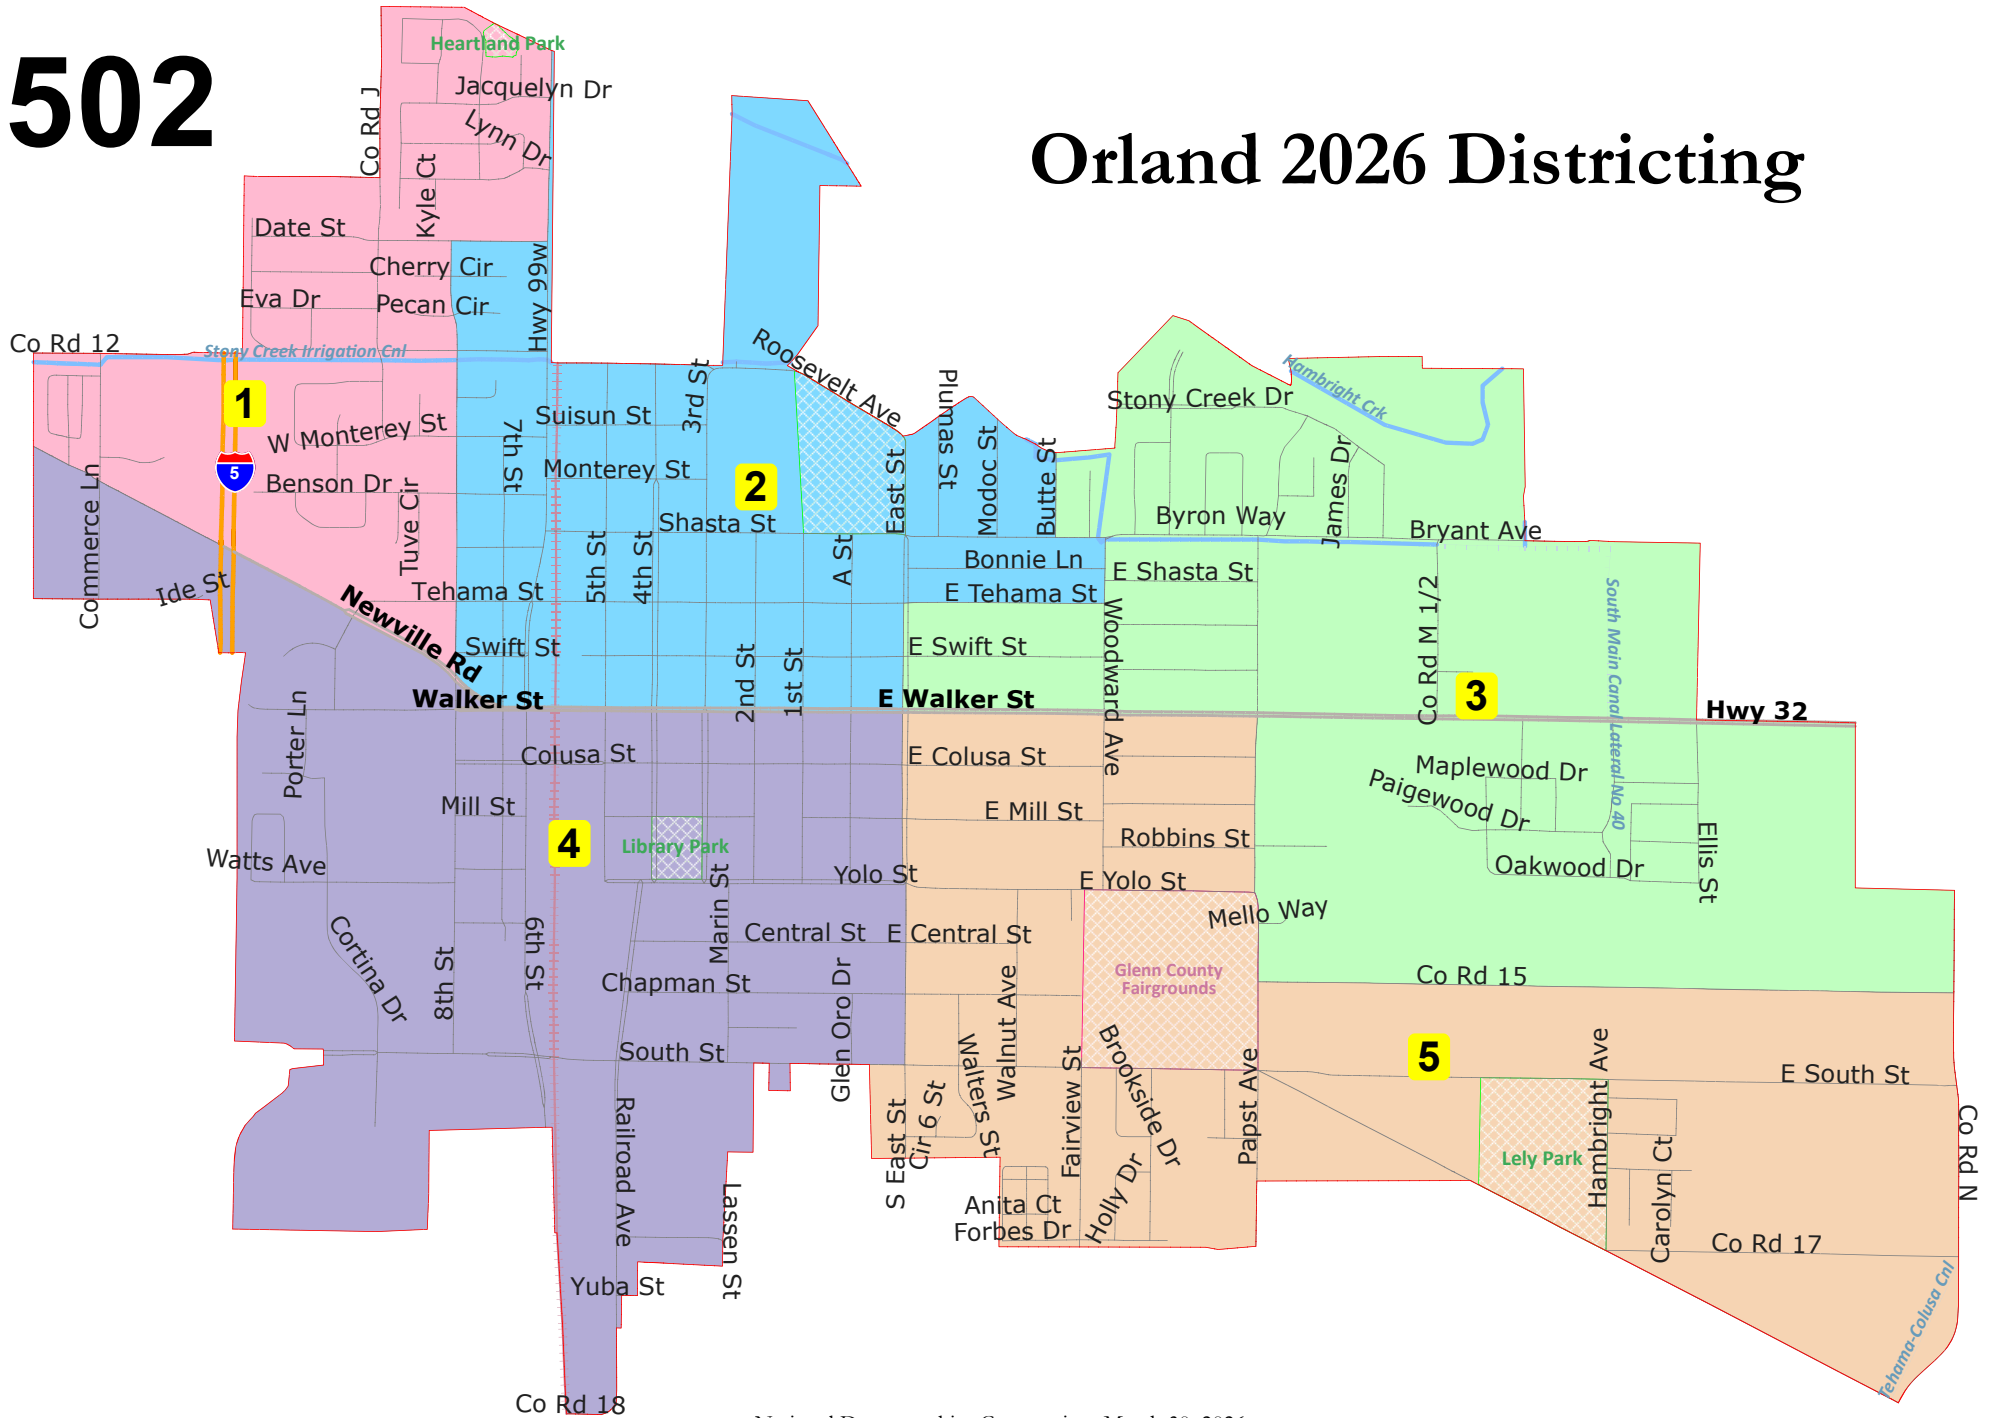 502
Orland 2026 Districting
Heartland Park
Jacquelyn Dr
Lynn Dr
Co Rd J
Kyle Ct
Date St
Cherry Cir
Hwy 99w
Eva Dr
Pecan Cir
Co Rd 12
Stony Creek Irrigation Cnl
1
W Monterey St
5
Benson Dr
Tuve Cir
Commerce Ln
Ide St
Newville Rd
Tehama St
Swift St
Walker St
7th St
Suisun St
Monterey St
3rd St
Roosevelt Ave
2
Shasta St
5th St
4th St
A St
East St
Plumas St
Modoc St
Butte St
Bonnie Ln
E Tehama St
E Shasta St
E Swift St
E Walker St
2nd St
1st St
Woodward Ave
Stony Creek Dr
Hambright Crk
James Dr
Byron Way
Bryant Ave
Co Rd M 1/2
South Main Canal Lateral No 40
3
Hwy 32
Maplewood Dr
Paigewood Dr
Oakwood Dr
Ellis St
Porter Ln
Colusa St
E Colusa St
Mill St
E Mill St
4
Library Park
Robbins St
Watts Ave
Yolo St
E Yolo St
Marin St
Mello Way
Cortina Dr
6th St
8th St
Central St
E Central St
Chapman St
Glenn County
Fairgrounds
Co Rd 15
Glen Oro Dr
Walnut Ave
South St
Walters St
Fairview St
Brookside Dr
Papst Ave
5
Hambright Ave
E South St
Railroad Ave
S East St
Cir 6 St
Holly Dr
Anita Ct
Forbes Dr
Lely Park
Carolyn Ct
Co Rd N
Co Rd 17
Lassen St
Yuba St
Tehama-Colusa Cnl
Co Rd 18